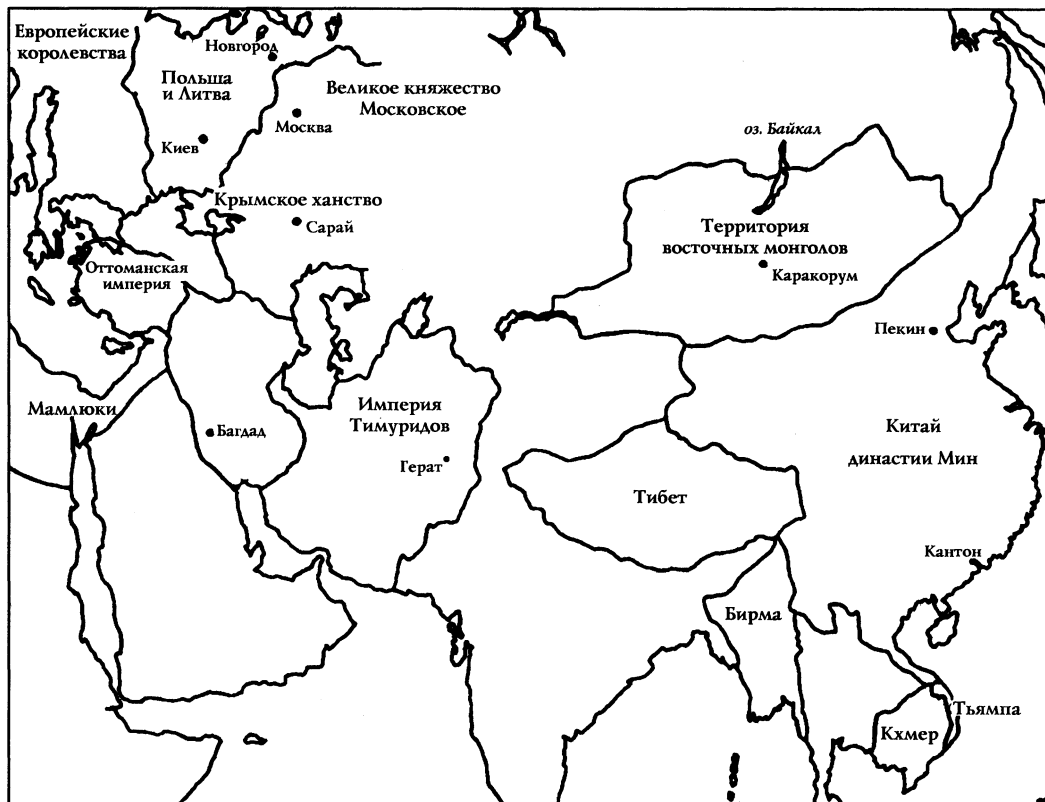 Европейские
королевства
Новгород
Польша
и Литва
Великое княжество
Московское
Москва
Киев
оз. Байкал
Крымское ханство
Сарай
Территория
восточных монголов
Каракорум
Оттоманская
империя
Пекин
Мамлюки
Багдад
Империя
Тимуридов
Герат
Китай
династии Мин
Тибет
Кантон
Бирма
Тьямпа
Кхмер